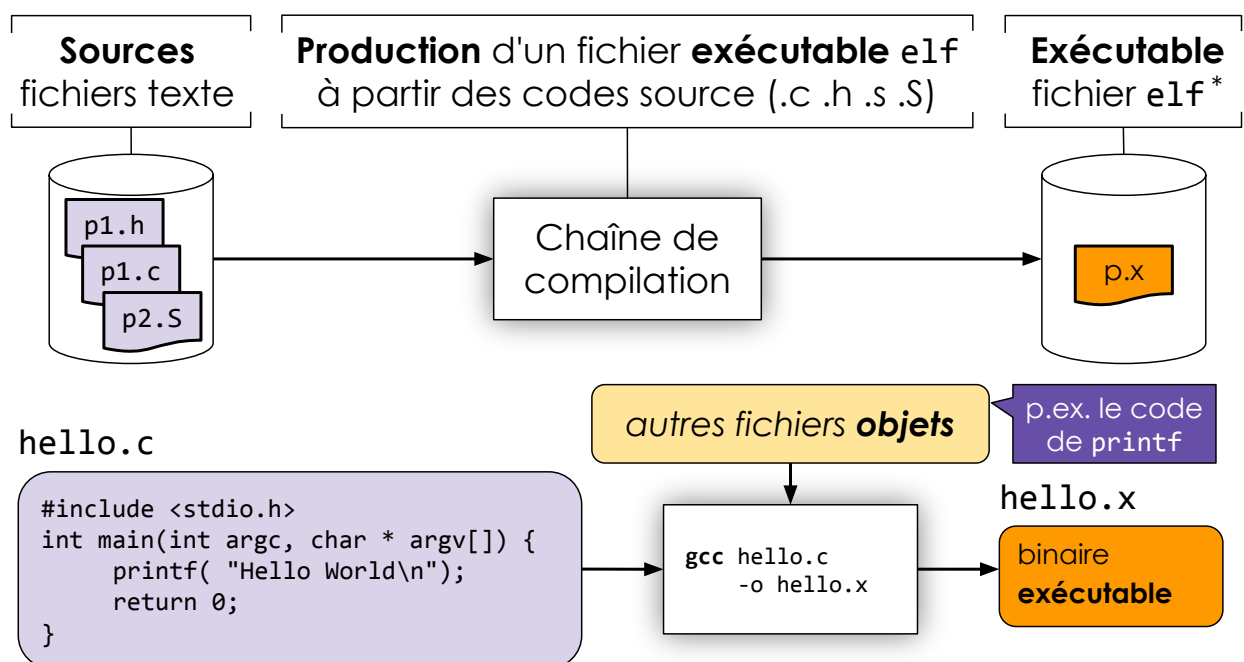 Sources
fichiers texte
Production d'un fichier exécutable elf
à partir des codes source (.c .h .s .S)
Exécutable
fichier elf*
p1.h
p1.c
p2.S
Chaîne de
compilation
p.x
autres fichiers objets
p.ex. le code
de printf
hello.c
#include <stdio.h>
int main(int argc, char * argv[]) {
     printf( "Hello World\n");
     return 0;
}
gcc hello.c
    -o hello.x
hello.x
binaire
exécutable